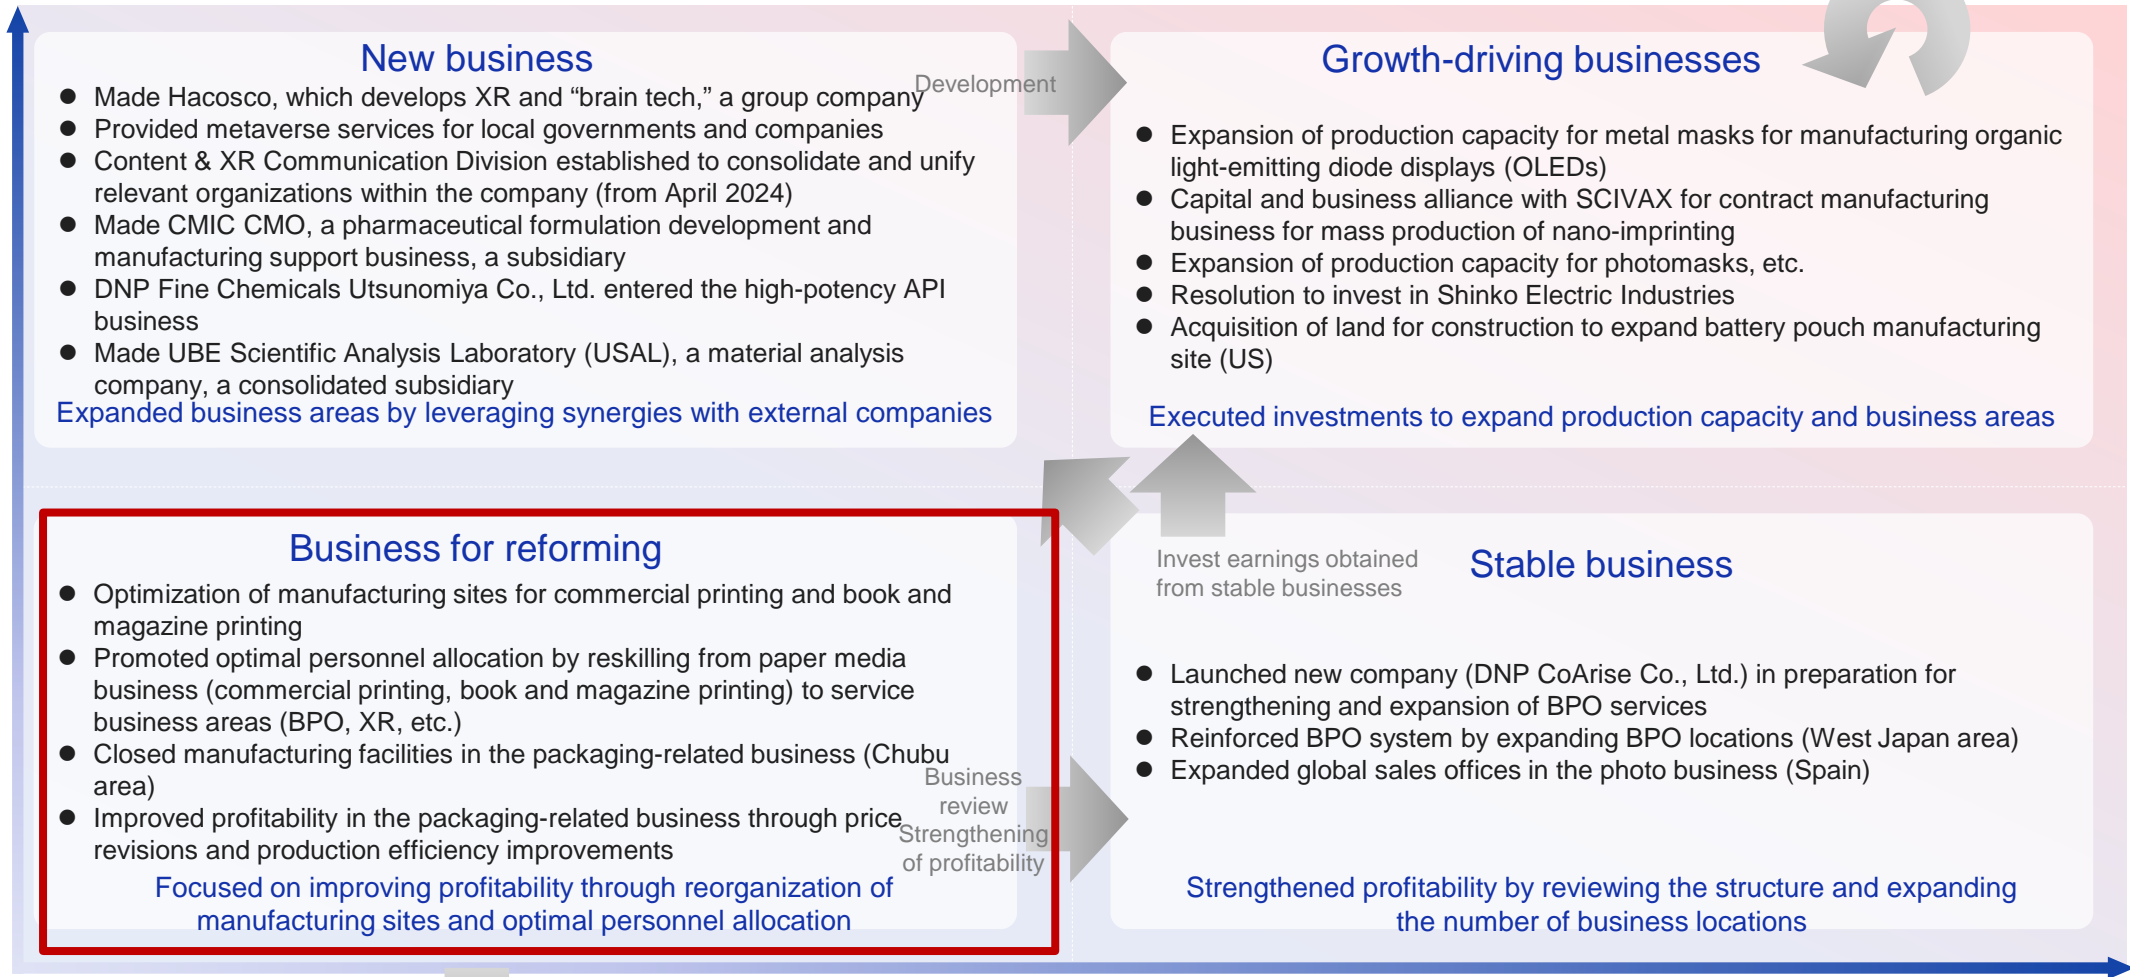 New business
● Made Hacosco, which develops XR and “brain tech,” a group company
● Provided metaverse services for local governments and companies
● Content & XR Communication Division established to consolidate and unify
relevant organizations within the company (from April 2024)
● Made CMIC CMO, a pharmaceutical formulation development and
manufacturing support business, a subsidiary
● DNP Fine Chemicals Utsunomiya Co., Ltd. entered the high-potency API
business
● Made UBE Scientific Analysis Laboratory (USAL), a material analysis
company, a consolidated subsidiary
Expanded business areas by leveraging synergies with external companies
Development
Growth-driving businesses
● Expansion of production capacity for metal masks for manufacturing organic
light-emitting diode displays (OLEDs)
● Capital and business alliance with SCIVAX for contract manufacturing
business for mass production of nano-imprinting
● Expansion of production capacity for photomasks, etc.
● Resolution to invest in Shinko Electric Industries
● Acquisition of land for construction to expand battery pouch manufacturing
site (US)
Executed investments to expand production capacity and business areas
Business for reforming
● Optimization of manufacturing sites for commercial printing and book and
magazine printing
● Promoted optimal personnel allocation by reskilling from paper media
business (commercial printing, book and magazine printing) to service
business areas (BPO, XR, etc.)
● Closed manufacturing facilities in the packaging-related business (Chubu
area)
● Improved profitability in the packaging-related business through price
revisions and production efficiency improvements
Focused on improving profitability through reorganization of
manufacturing sites and optimal personnel allocation
Business
review
Strengthening
of profitability
Invest earnings obtained
from stable businesses
Stable business
● Launched new company (DNP CoArise Co., Ltd.) in preparation for
strengthening and expansion of BPO services
● Reinforced BPO system by expanding BPO locations (West Japan area)
● Expanded global sales offices in the photo business (Spain)
Strengthened profitability by reviewing the structure and expanding
the number of business locations